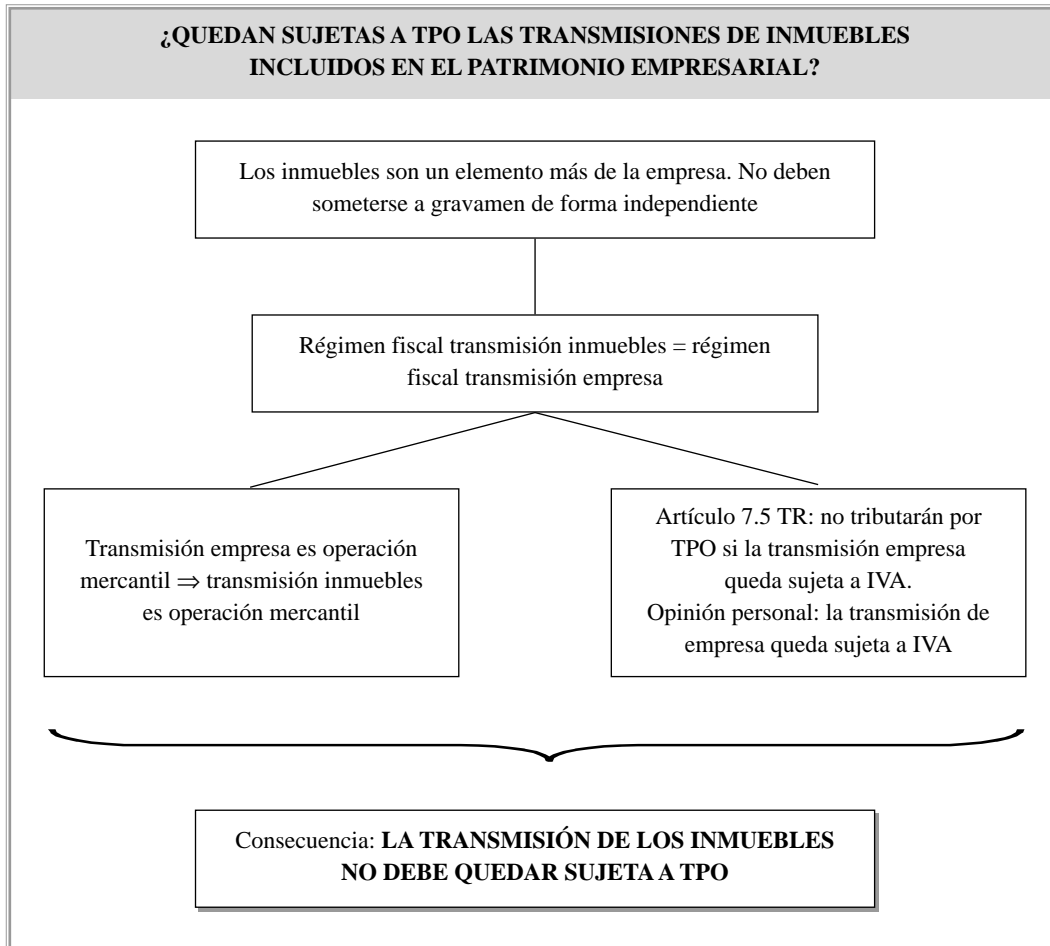 ¿QUEDAN SUJETAS A TPO LAS TRANSMISIONES DE INMUEBLES
INCLUIDOS EN EL PATRIMONIO EMPRESARIAL?
Los inmuebles son un elemento más de la empresa. No deben
someterse a gravamen de forma independiente
Régimen fiscal transmisión inmuebles = régimen
fiscal transmisión empresa
Transmisión empresa es operación
mercantil ⇒ transmisión inmuebles
es operación mercantil
Artículo 7.5 TR: no tributarán por
TPO si la transmisión empresa
queda sujeta a IVA.
Opinión personal: la transmisión de
empresa queda sujeta a IVA
Consecuencia: LA TRANSMISIÓN DE LOS INMUEBLES
NO DEBE QUEDAR SUJETA A TPO